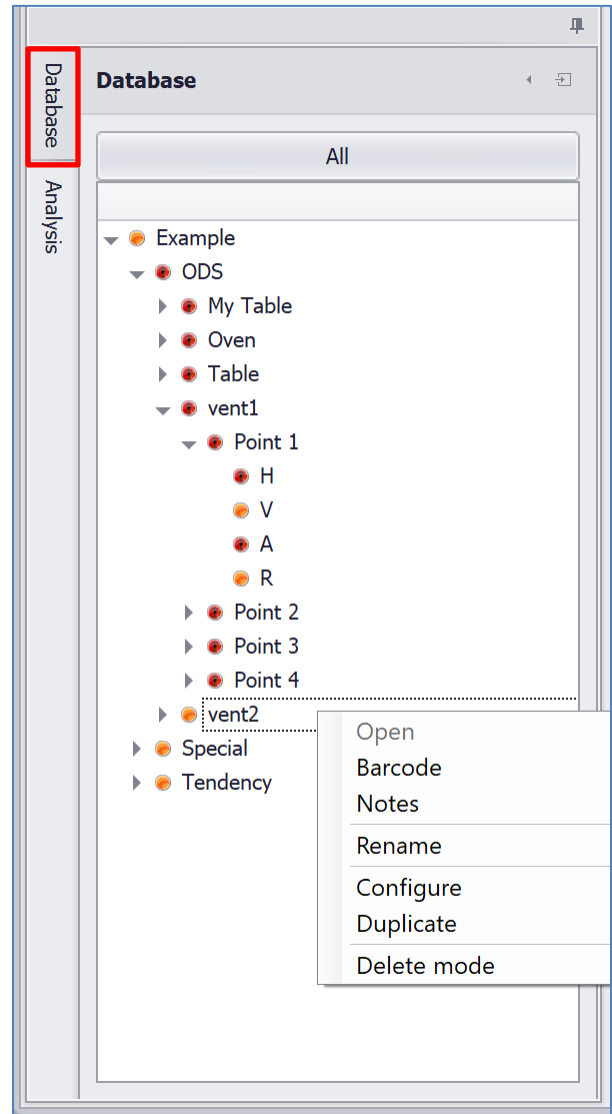 Database
Analysis
Database
All
Example
ODS
My Table
Oven
Table
vent1
Point 1
H
V
A
R
Point 2
Point 3
Point 4
vent2
Special
Tendency
Open
Barcode
Notes
Rename
Configure
Duplicate
Delete mode